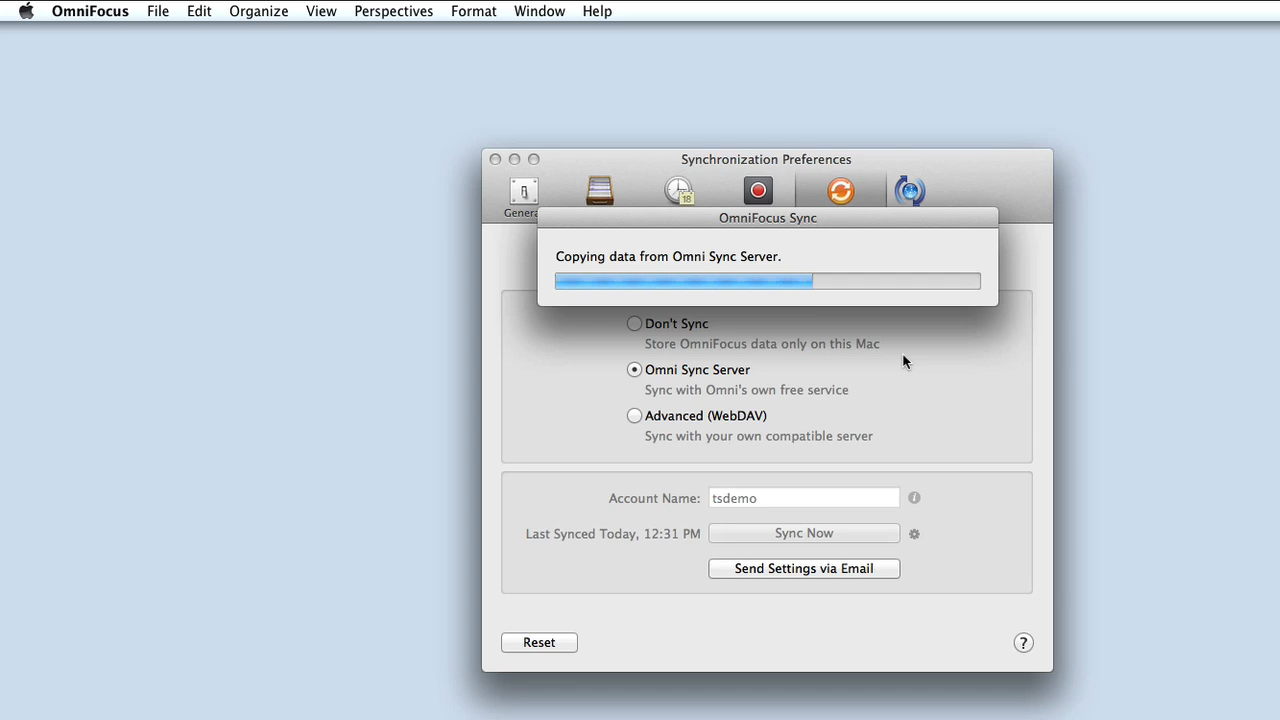 OmniFocus File Edit Organize View Perspectives Format Window Help
Synchronization Preferences
18
General
OmniFocus Sync
Copying data from Omni Sync Server.
Don't Sync
Store OmniFocus data only on this Mac
Omni Sync Server
Sync with Omni's own free service
Advanced (WebDAV)
Sync with your own compatible server
Account Name: tsdemo
Last Synced Today, 12:31 PM Sync Now
Send Settings via Email
Reset ?